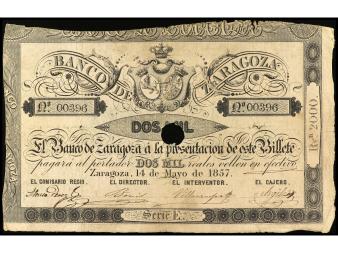 BANCO DE ZARAGOZA
Nº. 00396 Nº. 00396
DOS MIL
El Banco de Zaragoza á la presentacion de este Billete
pagará al portador DOS MIL reales vellon en efectivo
Zaragoza, 14 de Mayo de 1857.
EL COMISARIO REGIO. EL DIRECTOR. EL INTERVENTOR. EL CAJERO.
Serie E.
Rs. vn. 2000.